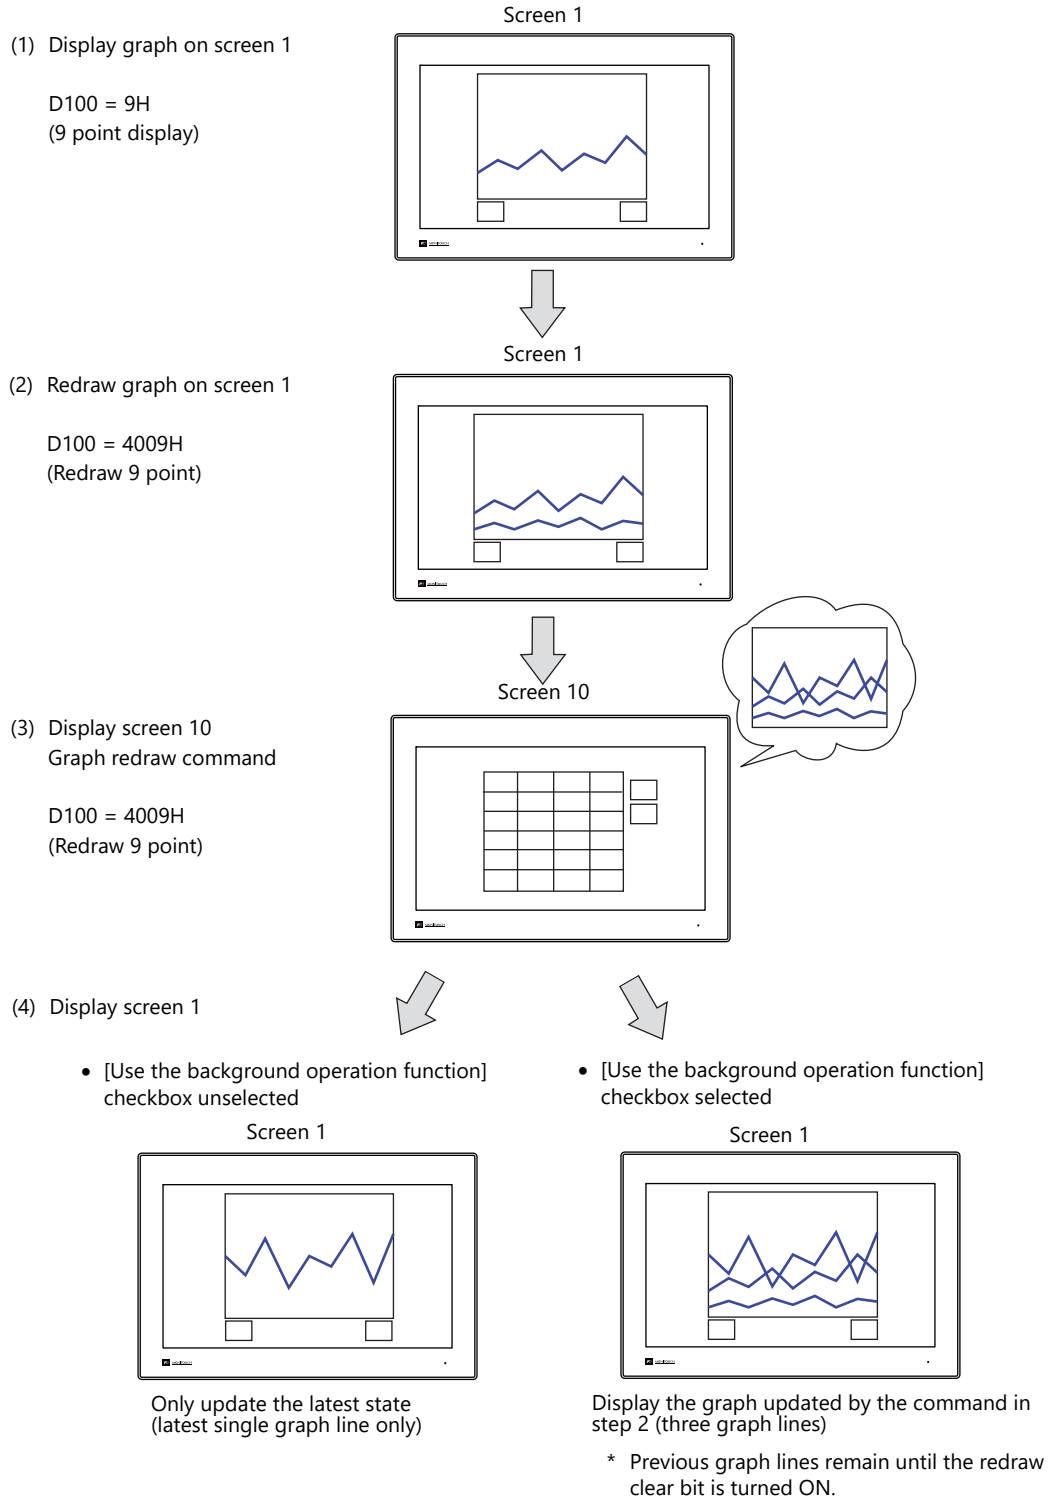 Screen 1
(1) Display graph on screen 1
D100 = 9H
(9 point display)
Screen 1
(2) Redraw graph on screen 1
D100 = 4009H
(Redraw 9 point)
Screen 10
(3) Display screen 10
Graph redraw command
D100 = 4009H
(Redraw 9 point)
(4) Display screen 1
• [Use the background operation function]
checkbox unselected
Screen 1
Only update the latest state
(latest single graph line only)
• [Use the background operation function]
checkbox selected
Screen 1
Display the graph updated by the command in
step 2 (three graph lines)
* Previous graph lines remain until the redraw
clear bit is turned ON.